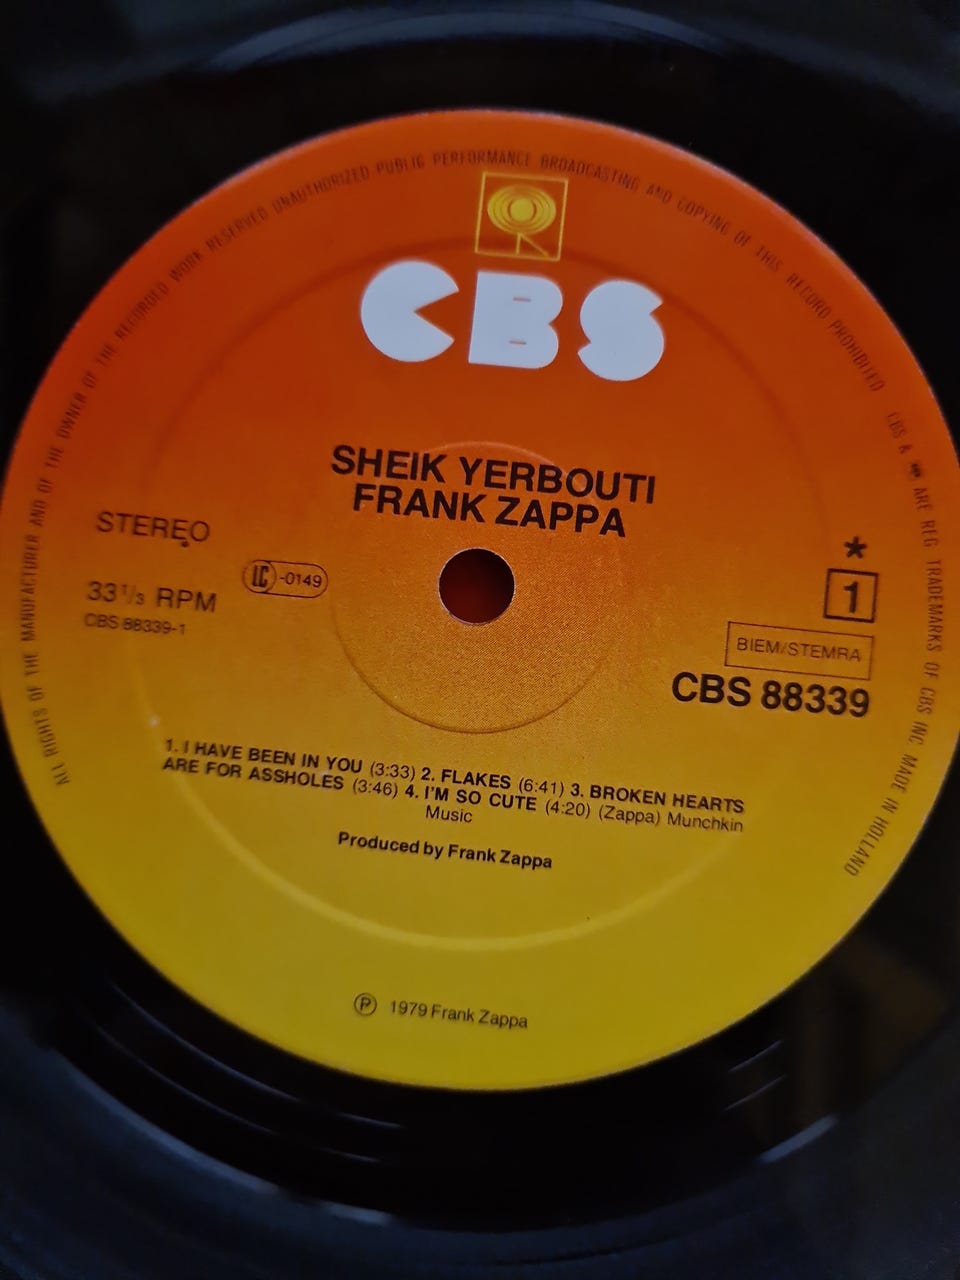 ALL RIGHTS OF THE MANUFACTURER AND OF THE OWNER OF THE RECORDED WORK RESERVED UNAUTHORIZED PUBLIC PERFORMANCE BROADCASTING AND COPYING OF THIS RECORD PROHIBITED CBS & ARE REG TRADEMARKS OF CBS INC MADE IN HOLLAND
CBS
SHEIK YERBOUTI
FRANK ZAPPA
STEREO
LC-0149
33 1/3 RPM
CBS 88339-1
*
1
BIEM/STEMRA
CBS 88339
1. I HAVE BEEN IN YOU (3:33) 2. FLAKES (6:41) 3. BROKEN HEARTS
ARE FOR ASSHOLES (3:46) 4. I'M SO CUTE (4:20) (Zappa) Munchkin
Music
Produced by Frank Zappa
℗ 1979 Frank Zappa